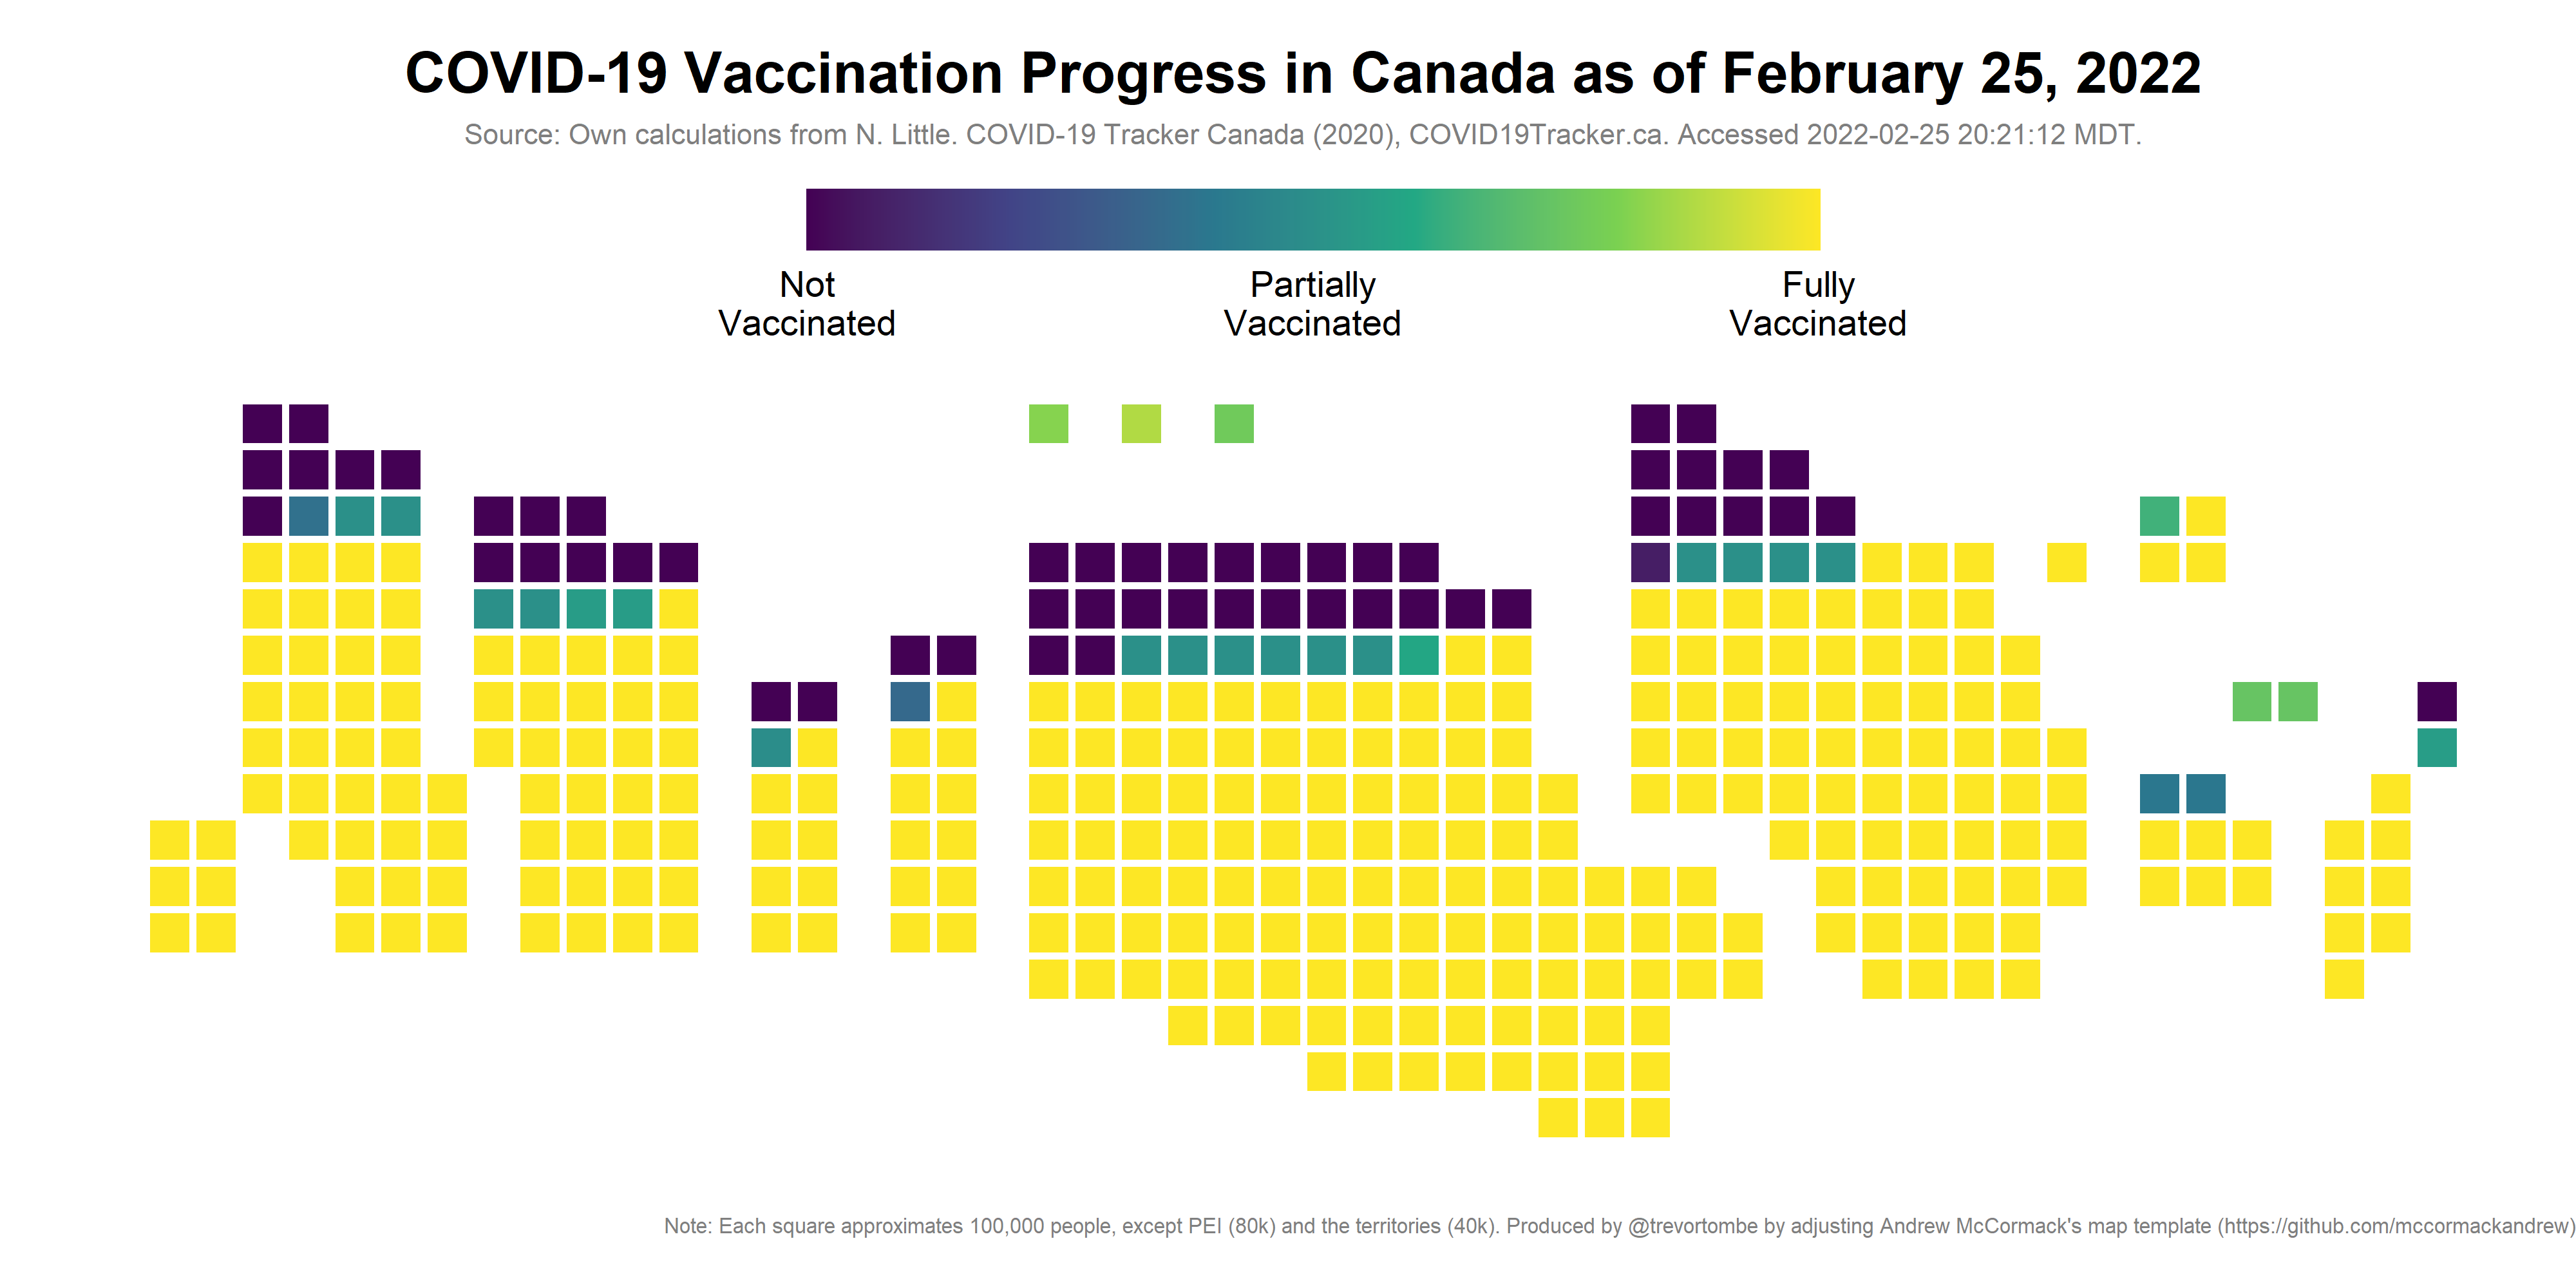 COVID-19 Vaccination Progress in Canada as of February 25, 2022
Source: Own calculations from N. Little. COVID-19 Tracker Canada (2020), COVID19Tracker.ca. Accessed 2022-02-25 20:21:12 MDT.
Not Vaccinated
Partially Vaccinated
Fully Vaccinated
Note: Each square approximates 100,000 people, except PEI (80k) and the territories (40k). Produced by @trevortombe by adjusting Andrew McCormack's map template (https://github.com/mccormackandrew)